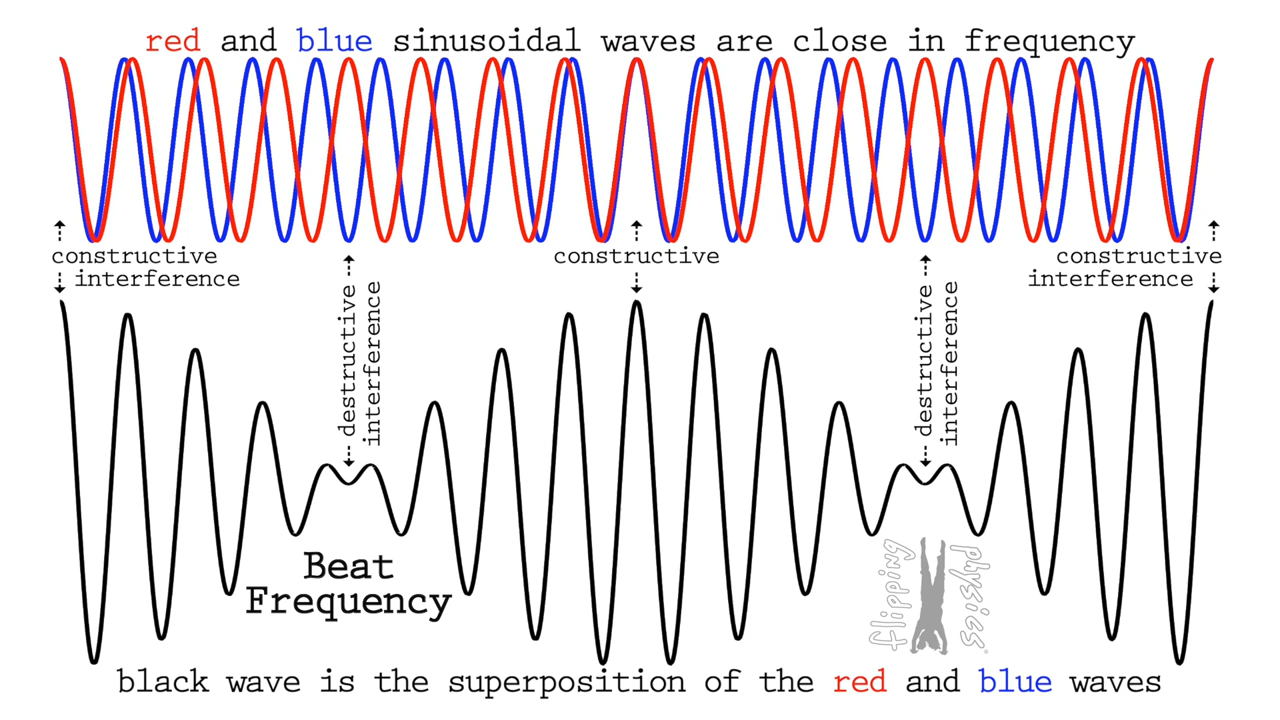 red and blue sinusoidal waves are close in frequency
constructive
interference
constructive
constructive
interference
destructive
interference
destructive
interference
Beat
Frequency
flipping
physics
black wave is the superposition of the red and blue waves